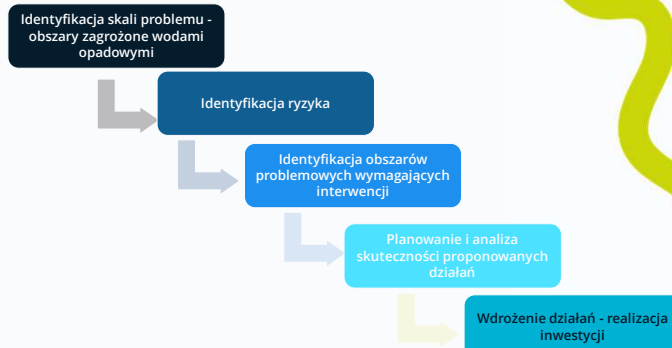 Identyfikacja skali problemu -
obszary zagrożone wodami
opadowymi
Identyfikacja ryzyka
Identyfikacja obszarów
problemowych wymagających
interwencji
Planowanie i analiza
skuteczności proponowanych
działań
Wdrożenie działań - realizacja
inwestycji